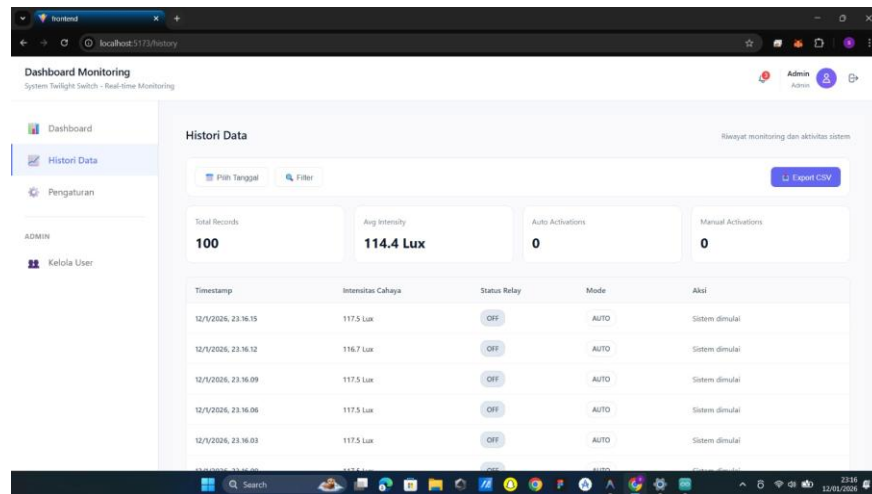 frontend
localhost:5173/history
Dashboard Monitoring
System Twilight Switch - Real-time Monitoring
Admin
Admin
Dashboard
Histori Data
Pengaturan
ADMIN
Kelola User
Histori Data
Riwayat monitoring dan aktivitas sistem
Pilih Tanggal
Filter
Export CSV
Total Records
100
Avg Intensity
114.4 Lux
Auto Activations
0
Manual Activations
0
Timestamp Intensitas Cahaya Status Relay Mode Aksi
12/1/2026, 23.16.15 117.5 Lux OFF AUTO Sistem dimulai
12/1/2026, 23.16.12 116.7 Lux OFF AUTO Sistem dimulai
12/1/2026, 23.16.09 117.5 Lux OFF AUTO Sistem dimulai
12/1/2026, 23.16.06 117.5 Lux OFF AUTO Sistem dimulai
12/1/2026, 23.16.03 117.5 Lux OFF AUTO Sistem dimulai
Search
23:16
12/01/2026